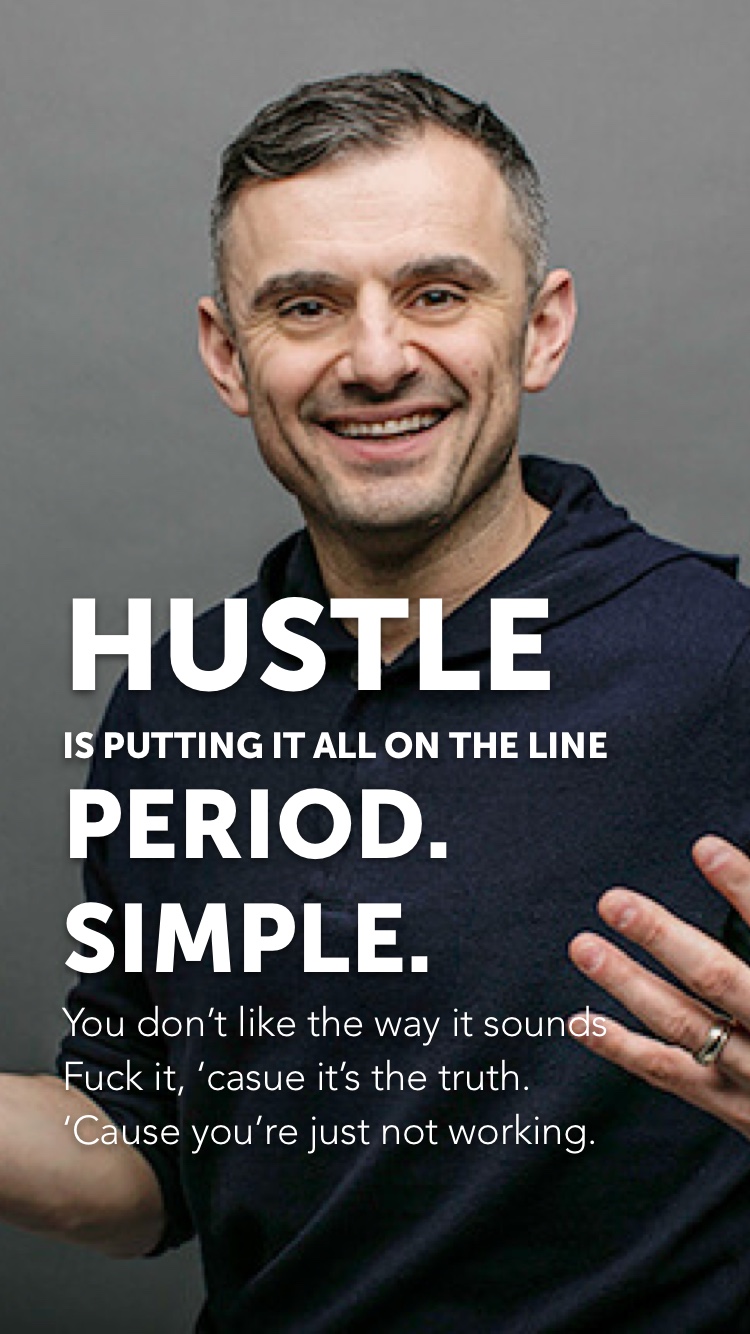 HUSTLE
IS PUTTING IT ALL ON THE LINE
PERIOD.
SIMPLE.
You don’t like the way it sounds
Fuck it, ‘casue it’s the truth.
‘Cause you’re just not working.